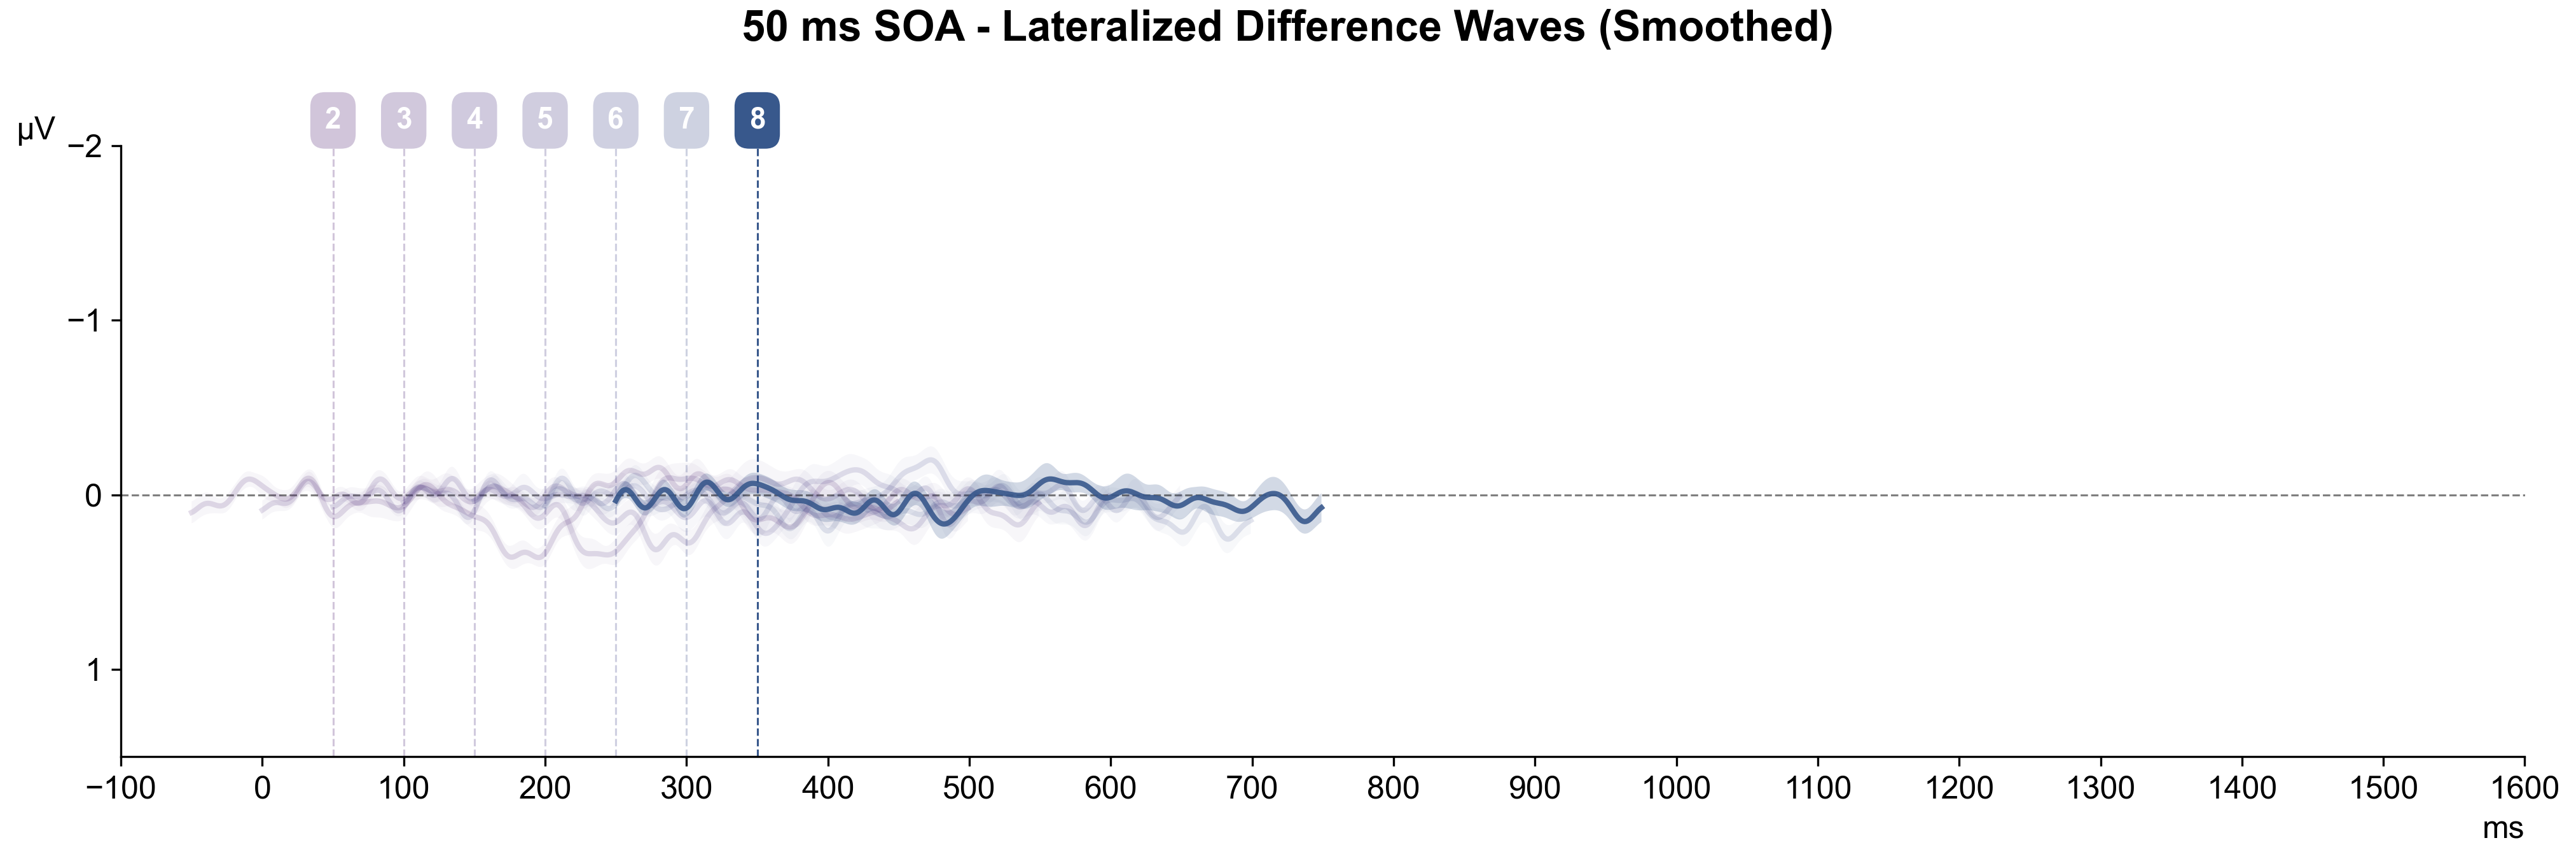 50 ms SOA - Lateralized Difference Waves (Smoothed)
2 3 4 5 6 7 8
µV
−2
−1
0
1
−100 0 100 200 300 400 500 600 700 800 900 1000 1100 1200 1300 1400 1500 1600
ms